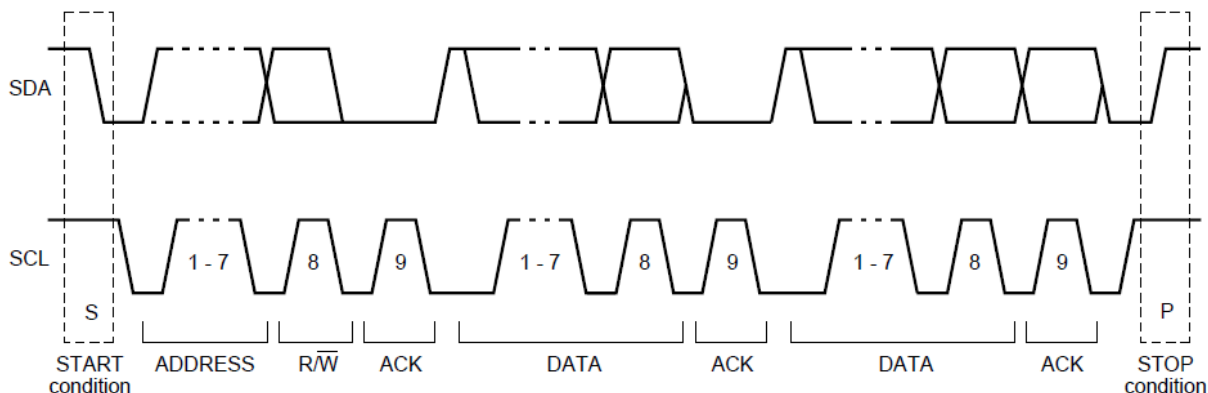 SDA
SCL
1 - 7
8
9
1 - 7
8
9
1 - 7
8
9
S
P
START
condition
ADDRESS
R/W̅
ACK
DATA
ACK
DATA
ACK
STOP
condition